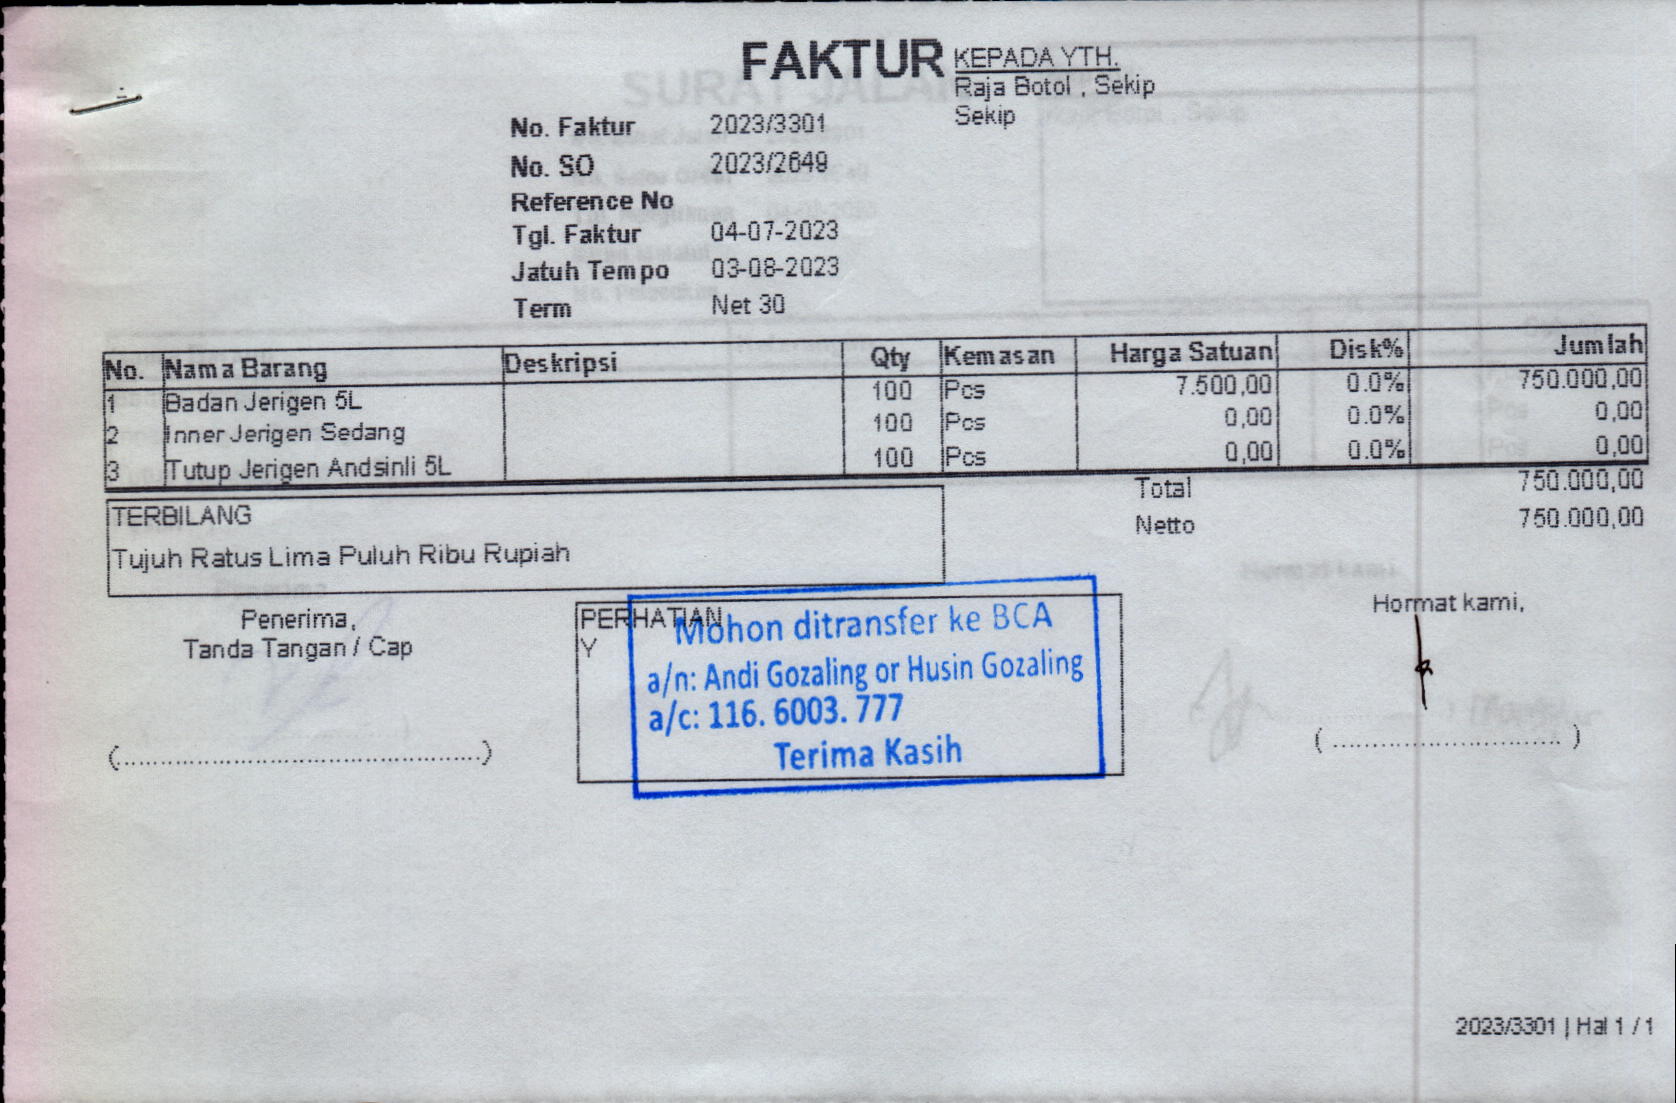 FAKTUR
KEPADA YTH.
Raja Botol , Sekip
Sekip
No. Faktur 2023/3301
No. SO 2023/2649
Reference No
Tgl. Faktur 04-07-2023
Jatuh Tempo 03-08-2023
Term Net 30
No. Nama Barang Deskripsi Qty Kemasan Harga Satuan Disk% Jumlah
1 Badan Jerigen 5L 100 Pcs 7.500,00 0.0% 750.000,00
2 Inner Jerigen Sedang 100 Pcs 0,00 0.0% 0,00
3 Tutup Jerigen Andsinli 5L 100 Pcs 0,00 0.0% 0,00
Total 750.000,00
Netto 750.000,00
TERBILANG
Tujuh Ratus Lima Puluh Ribu Rupiah
Penerima,
Tanda Tangan / Cap
(................................................)
PERHATIAN
Y
Mohon ditransfer ke BCA
a/n: Andi Gozaling or Husin Gozaling
a/c: 116. 6003. 777
Terima Kasih
Hormat kami,
( .............................. )
2023/3301 | Hal 1 / 1